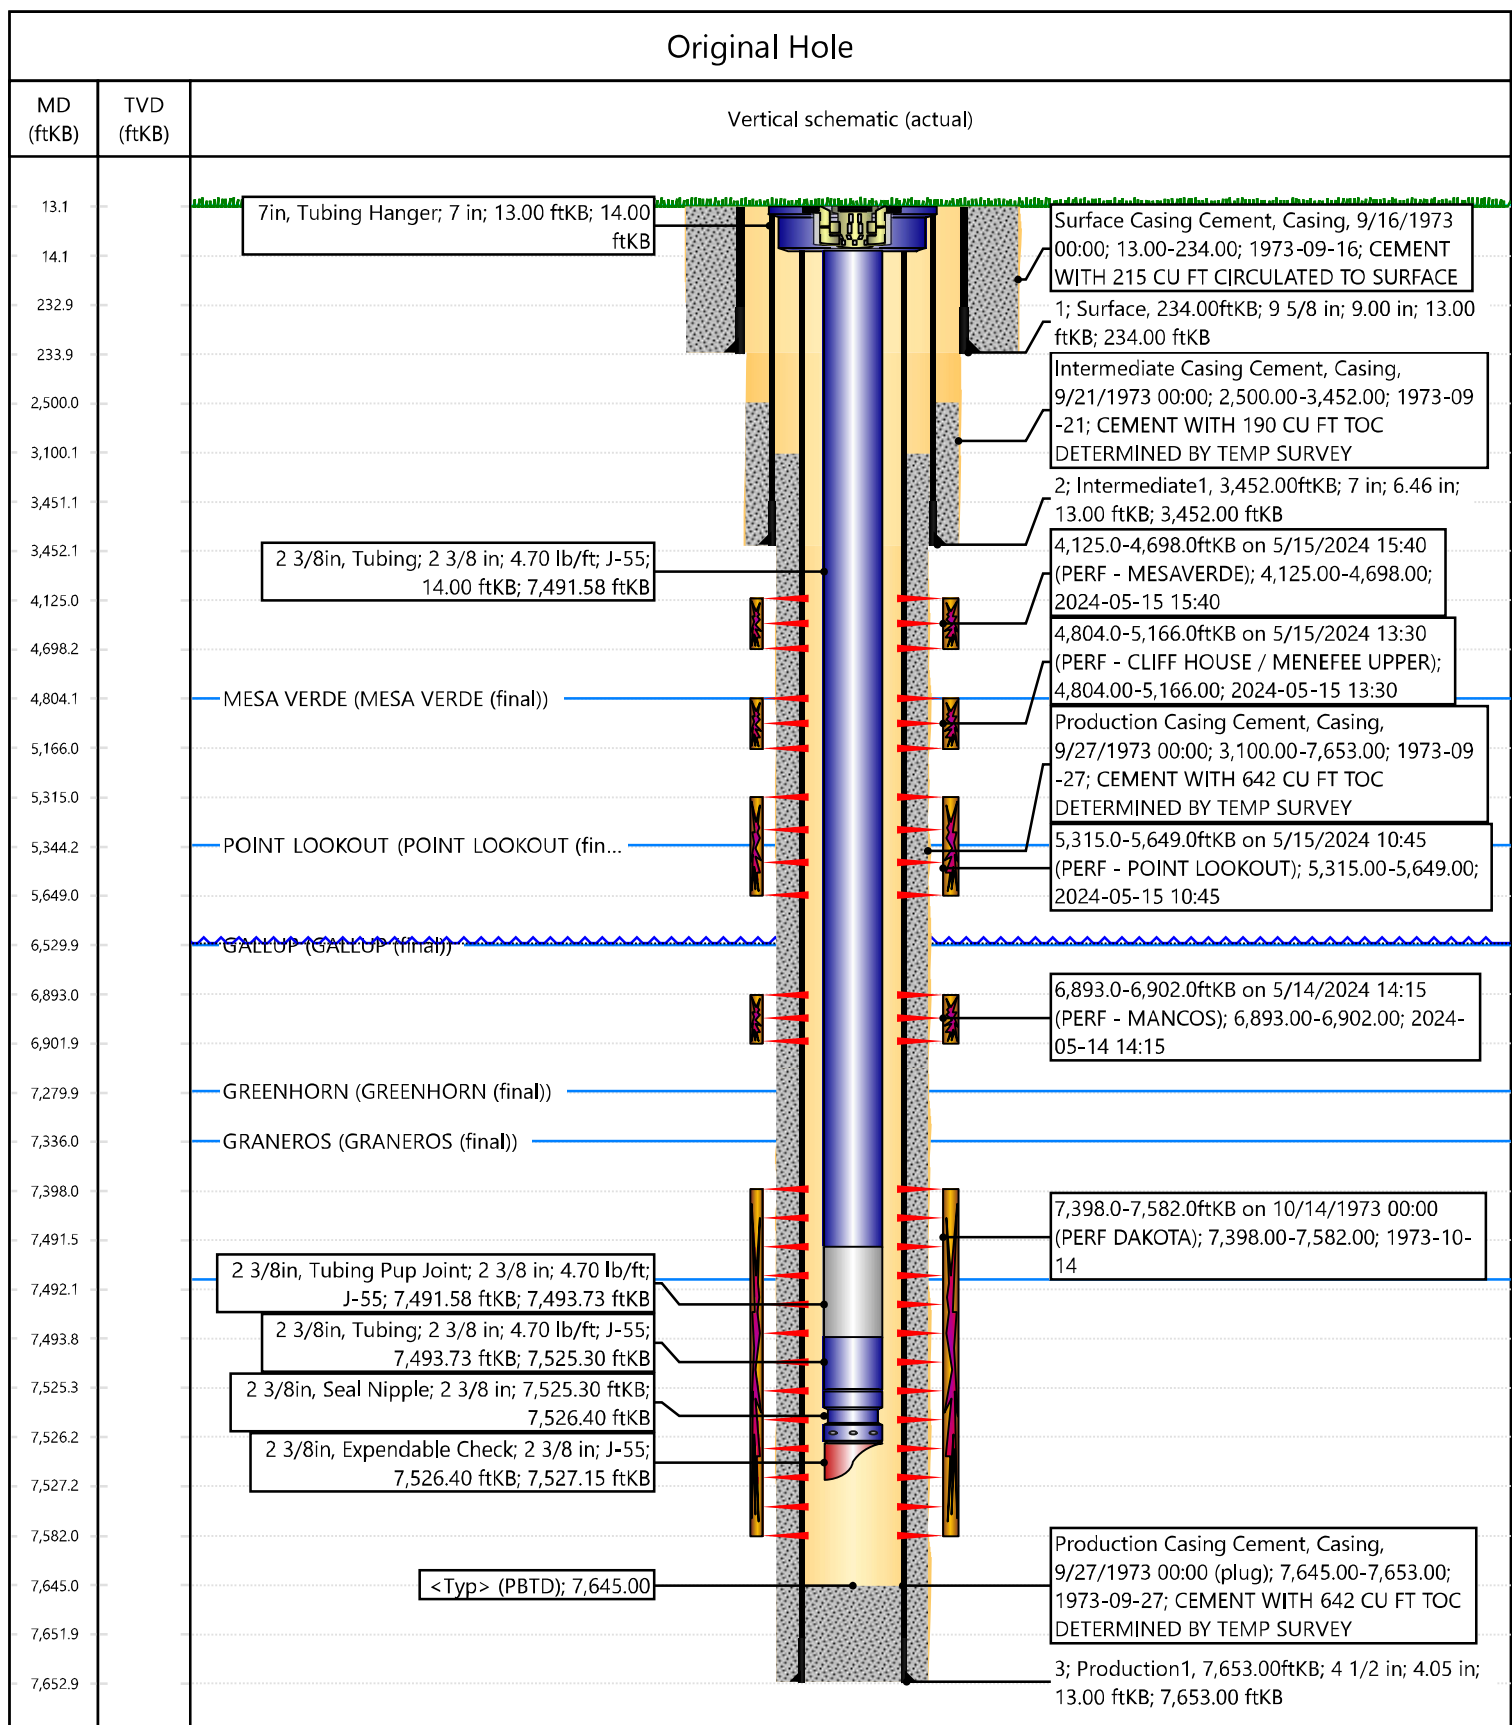 Original Hole
MD
(ftKB)
TVD
(ftKB)
Vertical schematic (actual)
13.1
14.1
232.9
233.9
2,500.0
3,100.1
3,451.1
3,452.1
4,125.0
4,698.2
4,804.1
5,166.0
5,315.0
5,344.2
5,649.0
6,529.9
6,893.0
6,901.9
7,279.9
7,336.0
7,398.0
7,491.5
7,492.1
7,493.8
7,525.3
7,526.2
7,527.2
7,582.0
7,645.0
7,651.9
7,652.9
7in, Tubing Hanger; 7 in; 13.00 ftKB; 14.00
ftKB
2 3/8in, Tubing; 2 3/8 in; 4.70 lb/ft; J-55;
14.00 ftKB; 7,491.58 ftKB
MESA VERDE (MESA VERDE (final))
POINT LOOKOUT (POINT LOOKOUT (fin...
GALLUP (GALLUP (final))
GREENHORN (GREENHORN (final))
GRANEROS (GRANEROS (final))
2 3/8in, Tubing Pup Joint; 2 3/8 in; 4.70 lb/ft;
J-55; 7,491.58 ftKB; 7,493.73 ftKB
2 3/8in, Tubing; 2 3/8 in; 4.70 lb/ft; J-55;
7,493.73 ftKB; 7,525.30 ftKB
2 3/8in, Seal Nipple; 2 3/8 in; 7,525.30 ftKB;
7,526.40 ftKB
2 3/8in, Expendable Check; 2 3/8 in; J-55;
7,526.40 ftKB; 7,527.15 ftKB
<Typ> (PBTD); 7,645.00
Surface Casing Cement, Casing, 9/16/1973
00:00; 13.00-234.00; 1973-09-16; CEMENT
WITH 215 CU FT CIRCULATED TO SURFACE
1; Surface, 234.00ftKB; 9 5/8 in; 9.00 in; 13.00
ftKB; 234.00 ftKB
Intermediate Casing Cement, Casing,
9/21/1973 00:00; 2,500.00-3,452.00; 1973-09
-21; CEMENT WITH 190 CU FT TOC
DETERMINED BY TEMP SURVEY
2; Intermediate1, 3,452.00ftKB; 7 in; 6.46 in;
13.00 ftKB; 3,452.00 ftKB
4,125.0-4,698.0ftKB on 5/15/2024 15:40
(PERF - MESAVERDE); 4,125.00-4,698.00;
2024-05-15 15:40
4,804.0-5,166.0ftKB on 5/15/2024 13:30
(PERF - CLIFF HOUSE / MENEFEE UPPER);
4,804.00-5,166.00; 2024-05-15 13:30
Production Casing Cement, Casing,
9/27/1973 00:00; 3,100.00-7,653.00; 1973-09
-27; CEMENT WITH 642 CU FT TOC
DETERMINED BY TEMP SURVEY
5,315.0-5,649.0ftKB on 5/15/2024 10:45
(PERF - POINT LOOKOUT); 5,315.00-5,649.00;
2024-05-15 10:45
6,893.0-6,902.0ftKB on 5/14/2024 14:15
(PERF - MANCOS); 6,893.00-6,902.00; 2024-
05-14 14:15
7,398.0-7,582.0ftKB on 10/14/1973 00:00
(PERF DAKOTA); 7,398.00-7,582.00; 1973-10-
14
Production Casing Cement, Casing,
9/27/1973 00:00 (plug); 7,645.00-7,653.00;
1973-09-27; CEMENT WITH 642 CU FT TOC
DETERMINED BY TEMP SURVEY
3; Production1, 7,653.00ftKB; 4 1/2 in; 4.05 in;
13.00 ftKB; 7,653.00 ftKB